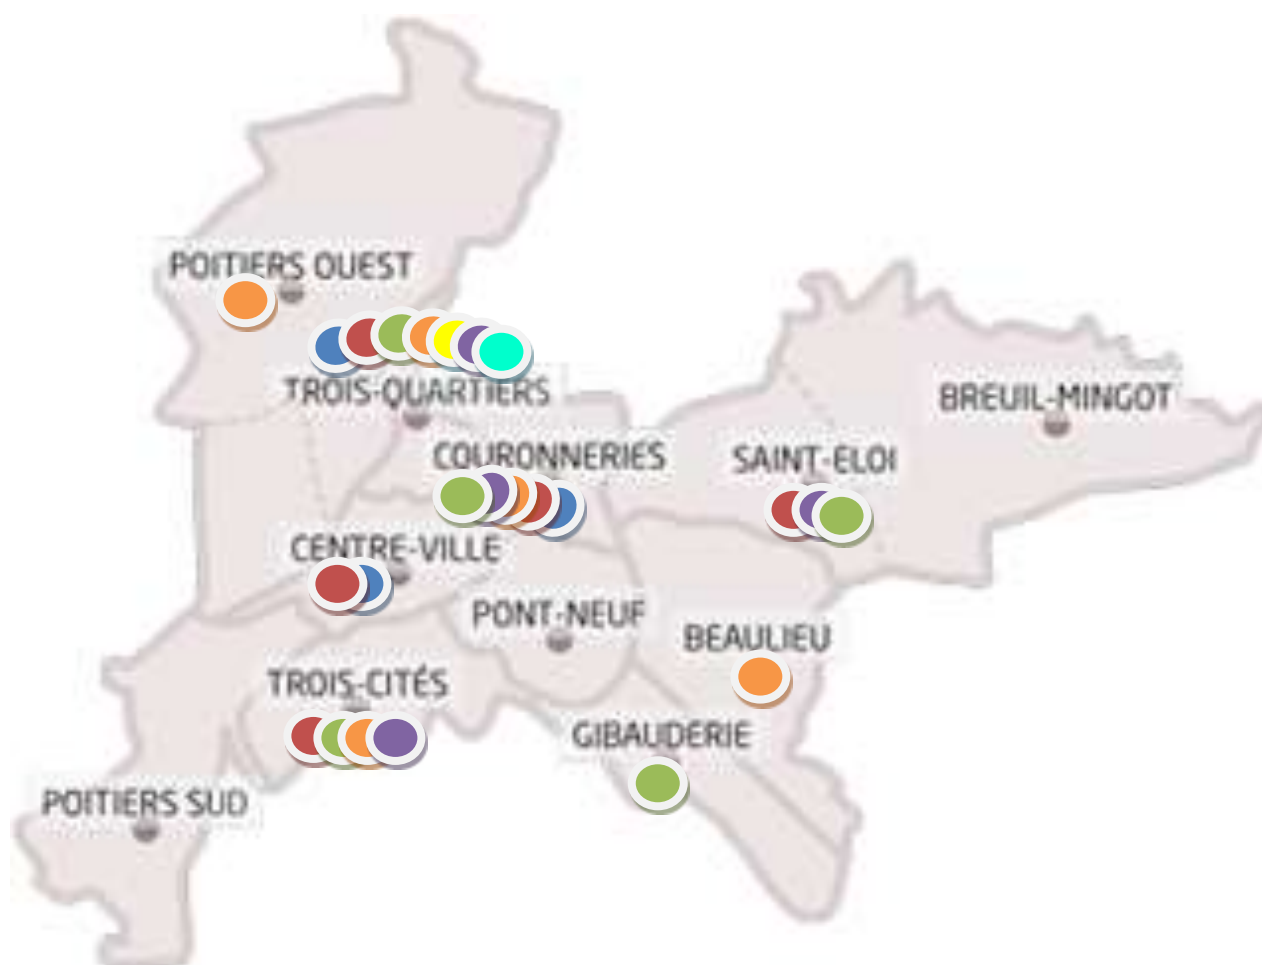 POITIERS OUEST
TROIS-QUARTIERS
BREUIL-MINGOT
COURONNERIES
SAINT-ELOI
CENTRE-VILLE
PONT-NEUF
BEAULIEU
TROIS-CITÉS
GIBAUDERIE
POITIERS SUD